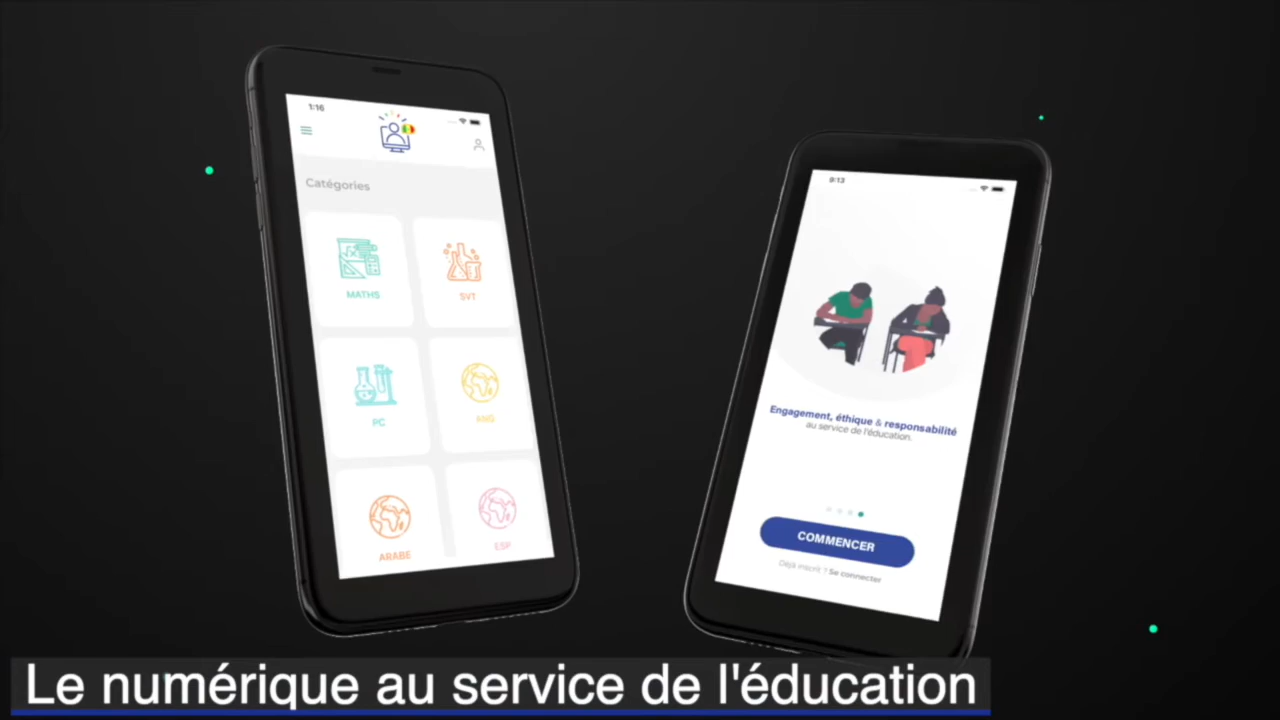 1:16
Catégories
MATHS
SVT
PC
ANG
ARABE
ESP
9:13
Engagement, éthique & responsabilité
au service de l'éducation.
COMMENCER
Déjà inscrit ? Se connecter
Le numérique au service de l'éducation